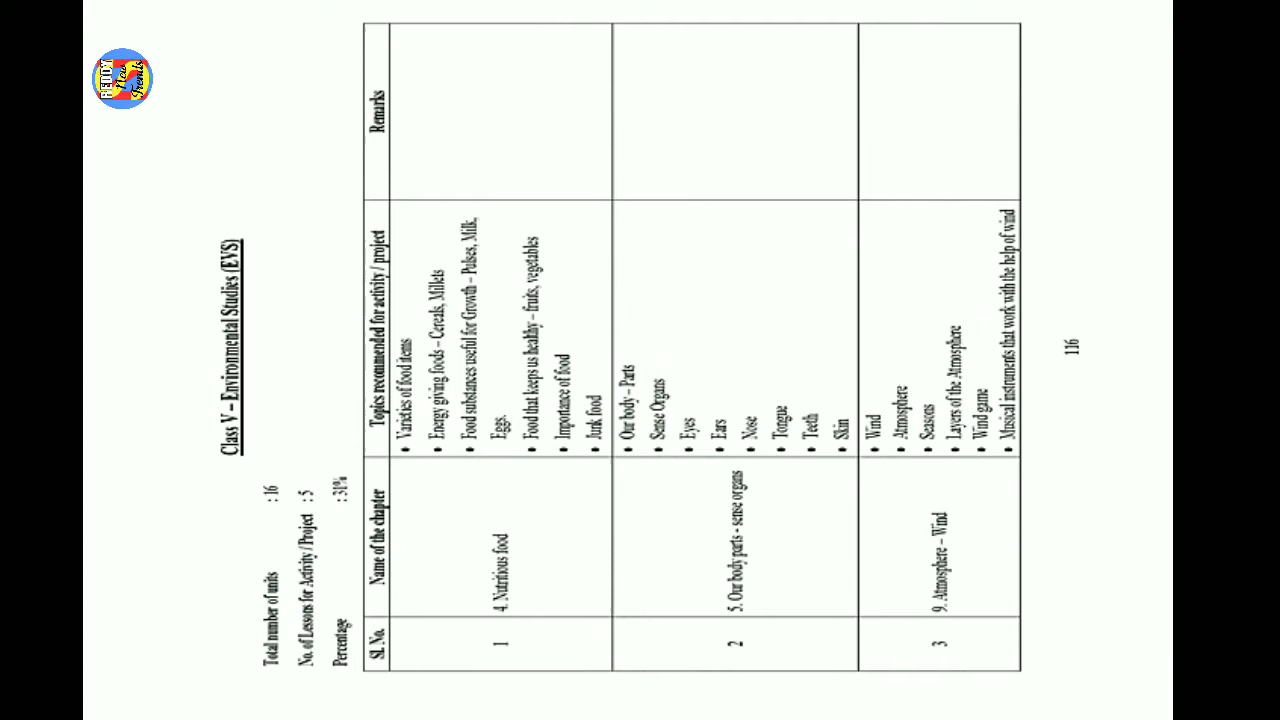 REDDY
New
Trends
Class V – Environmental Studies (EVS)
Total number of units : 16
No. of Lessons for Activity / Project : 5
Percentage : 31%
Sl. No. Name of the chapter Topics recommended for activity / project Remarks
1 4. Nutritious food
• Varieties of food items
• Energy giving foods – Cereals, Millets
• Food substances useful for Growth – Pulses, Milk,
Eggs.
• Food that keeps us healthy – fruits, vegetables
• Importance of food
• Junk food
2 5. Our body parts - sense organs
• Our body – Parts
• Sense Organs
• Eyes
• Ears
• Nose
• Tongue
• Teeth
• Skin
3 9. Atmosphere – Wind
• Wind
• Atmosphere
• Seasons
• Layers of the Atmosphere
• Wind game
• Musical instruments that work with the help of wind
116